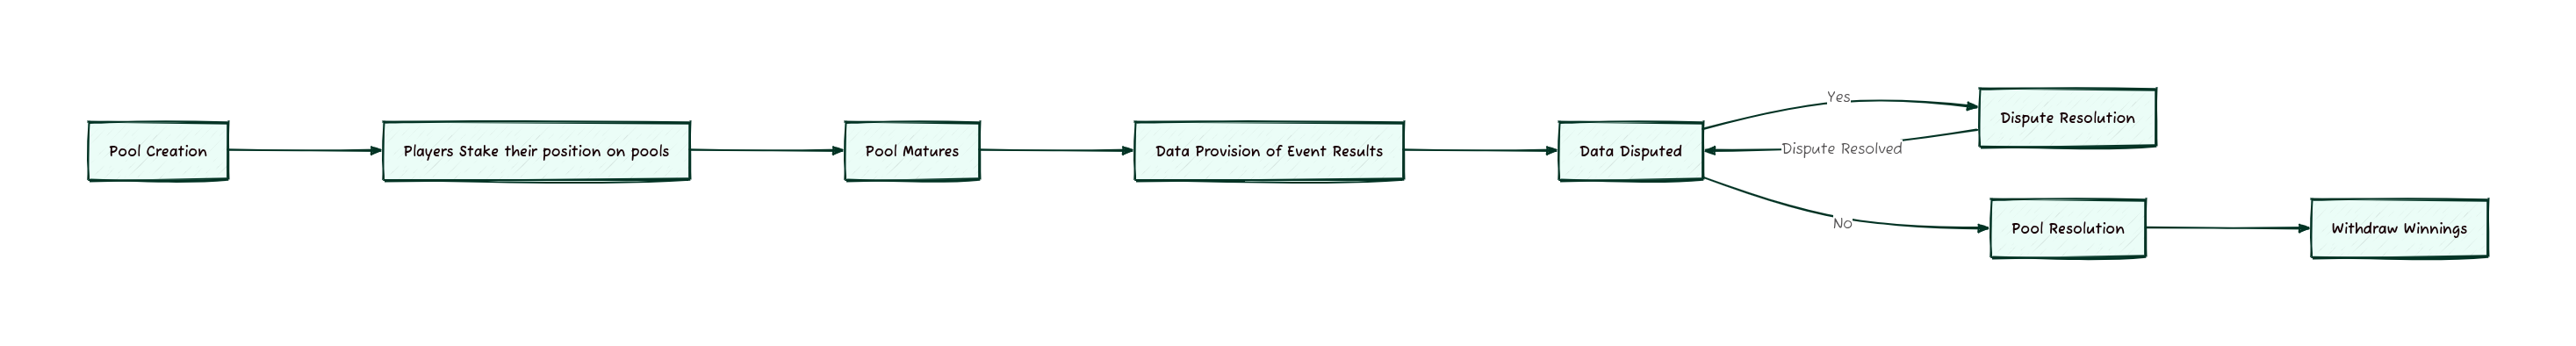 Pool Creation
Players Stake their position on pools
Pool Matures
Data Provision of Event Results
Data Disputed
Yes
Dispute Resolved
No
Dispute Resolution
Pool Resolution
Withdraw Winnings